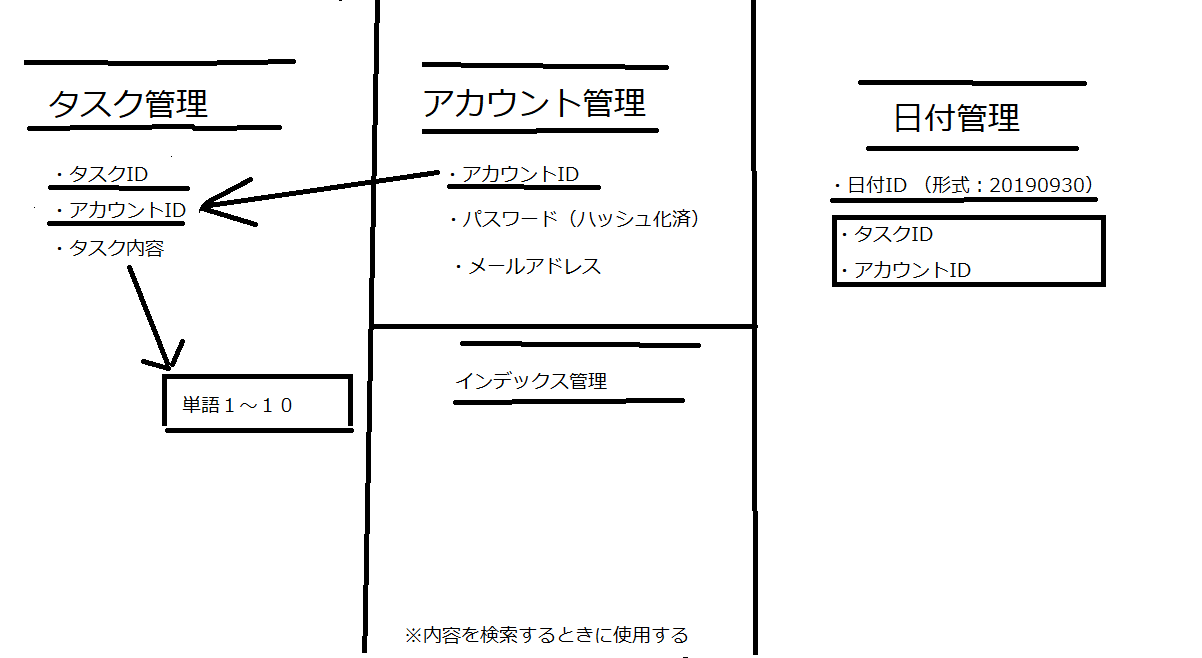 タスク管理
・タスクID
・アカウントID
・タスク内容
単語１～１０
アカウント管理
・アカウントID
・パスワード（ハッシュ化済）
・メールアドレス
インデックス管理
※内容を検索するときに使用する
日付管理
・日付ID （形式：20190930）
・タスクID
・アカウントID